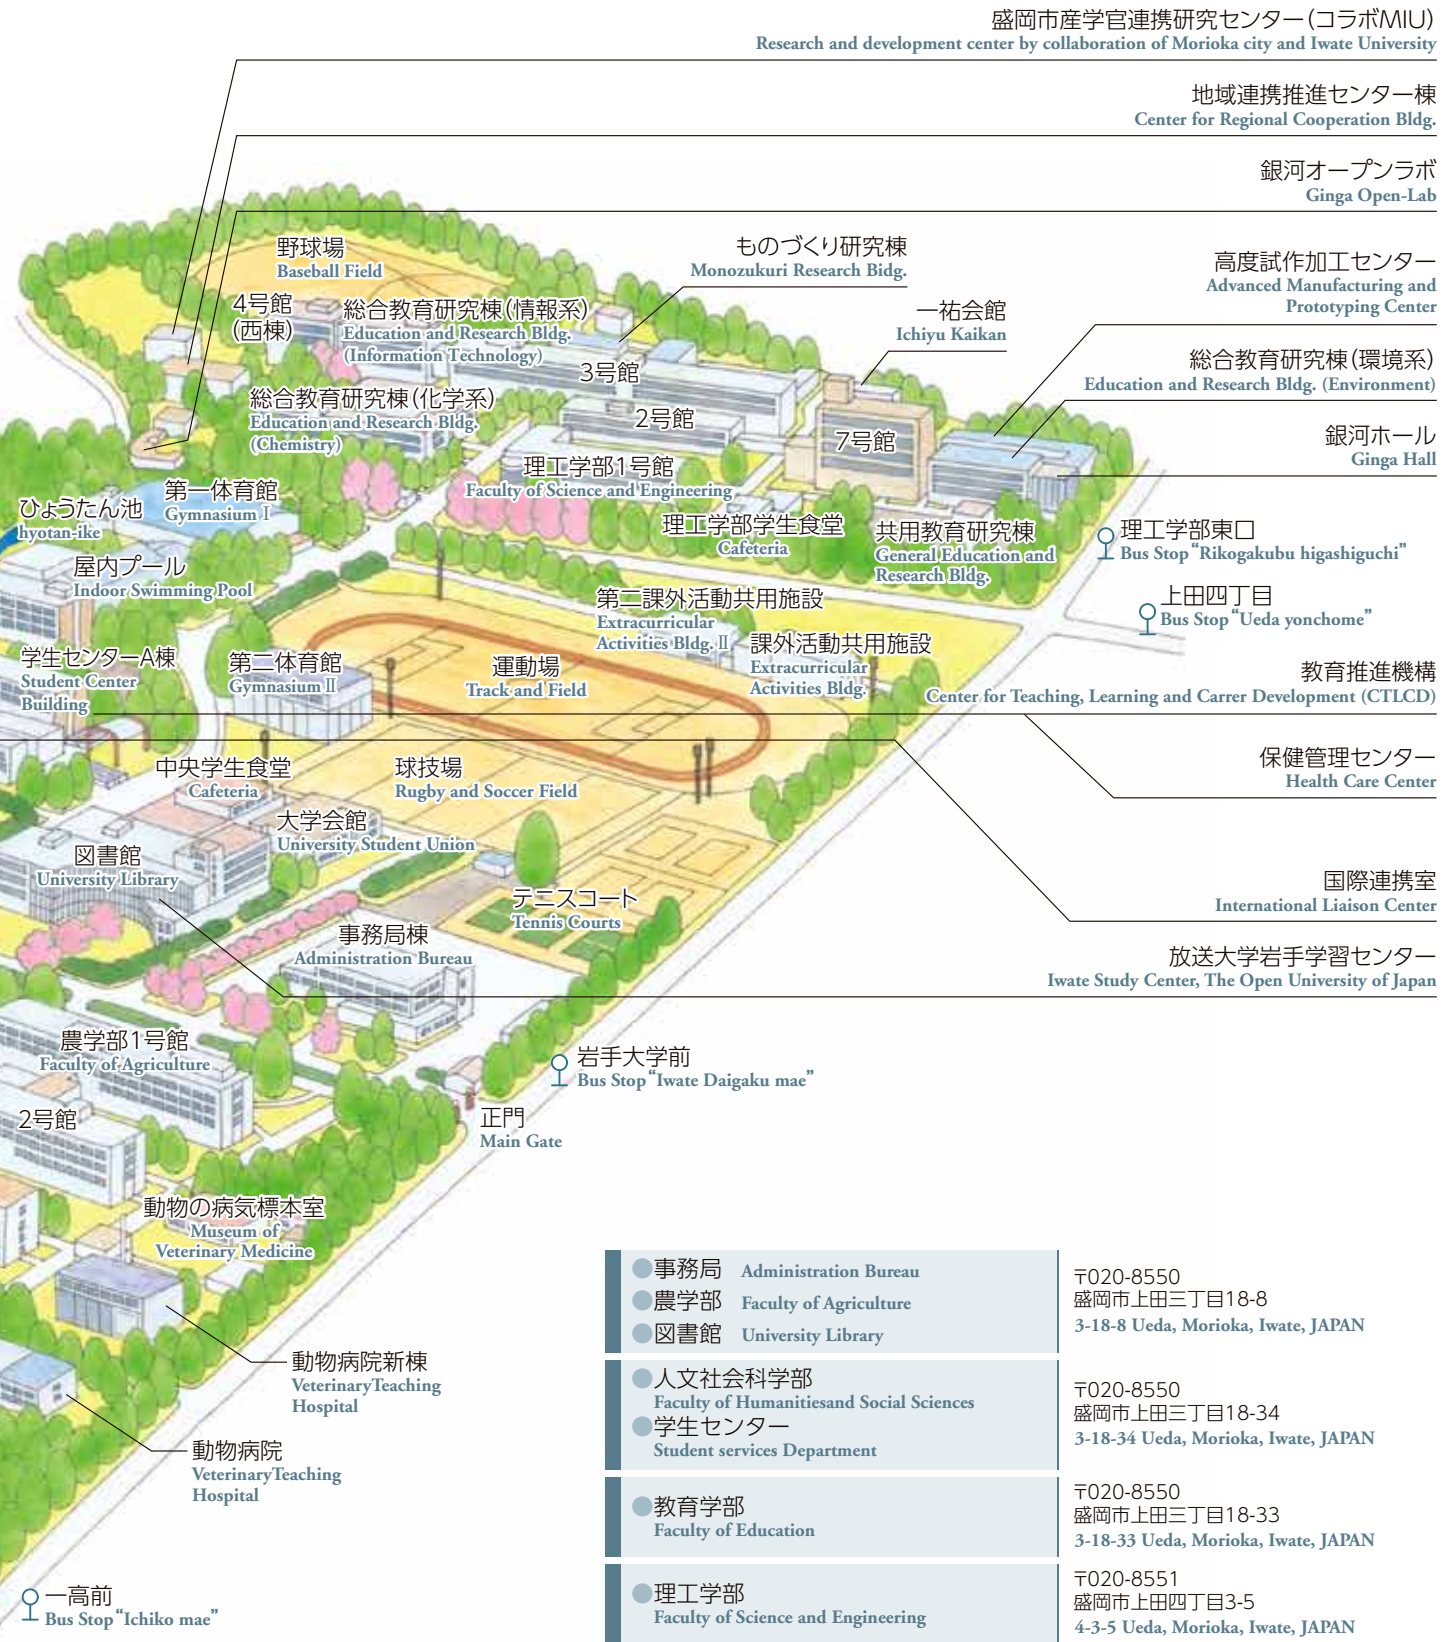 盛岡市産学官連携研究センター（コラボMIU）
Research and development center by collaboration of Morioka city and Iwate University
地域連携推進センター棟
Center for Regional Cooperation Bldg.
銀河オープンラボ
Ginga Open-Lab
野球場
Baseball Field
ものづくり研究棟
Monozukuri Research Bidg.
高度試作加工センター
Advanced Manufacturing and
Prototyping Center
4号館
（西棟）
総合教育研究棟（情報系）
Education and Research Bldg.
(Information Technology)
一祐会館
Ichiyu Kaikan
総合教育研究棟（環境系）
Education and Research Bldg. (Environment)
3号館
総合教育研究棟（化学系）
Education and Research Bldg.
(Chemistry)
2号館
7号館
銀河ホール
Ginga Hall
理工学部1号館
Faculty of Science and Engineering
ひょうたん池
hyotan-ike
第一体育館
Gymnasium Ⅰ
理工学部学生食堂
Cafeteria
共用教育研究棟
General Education and
Research Bldg.
理工学部東口
Bus Stop “Rikogakubu higashiguchi”
屋内プール
Indoor Swimming Pool
上田四丁目
Bus Stop “Ueda yonchome”
第二課外活動共用施設
Extracurricular
Activities Bldg. Ⅱ
課外活動共用施設
Extracurricular
Activities Bldg.
学生センターA棟
Student Center
Building
第二体育館
Gymnasium Ⅱ
運動場
Track and Field
教育推進機構
Center for Teaching, Learning and Carrer Development (CTLCD)
中央学生食堂
Cafeteria
球技場
Rugby and Soccer Field
保健管理センター
Health Care Center
大学会館
University Student Union
図書館
University Library
テニスコート
Tennis Courts
国際連携室
International Liaison Center
事務局棟
Administration Bureau
放送大学岩手学習センター
Iwate Study Center, The Open University of Japan
農学部1号館
Faculty of Agriculture
岩手大学前
Bus Stop “Iwate Daigaku mae”
2号館
正門
Main Gate
動物の病気標本室
Museum of
Veterinary Medicine
動物病院新棟
VeterinaryTeaching
Hospital
動物病院
VeterinaryTeaching
Hospital
一高前
Bus Stop “Ichiko mae”
●事務局 Administration Bureau
●農学部 Faculty of Agriculture
●図書館 University Library
〒020-8550
盛岡市上田三丁目18-8
3-18-8 Ueda, Morioka, Iwate, JAPAN
●人文社会科学部
Faculty of Humanitiesand Social Sciences
●学生センター
Student services Department
〒020-8550
盛岡市上田三丁目18-34
3-18-34 Ueda, Morioka, Iwate, JAPAN
●教育学部
Faculty of Education
〒020-8550
盛岡市上田三丁目18-33
3-18-33 Ueda, Morioka, Iwate, JAPAN
●理工学部
Faculty of Science and Engineering
〒020-8551
盛岡市上田四丁目3-5
4-3-5 Ueda, Morioka, Iwate, JAPAN